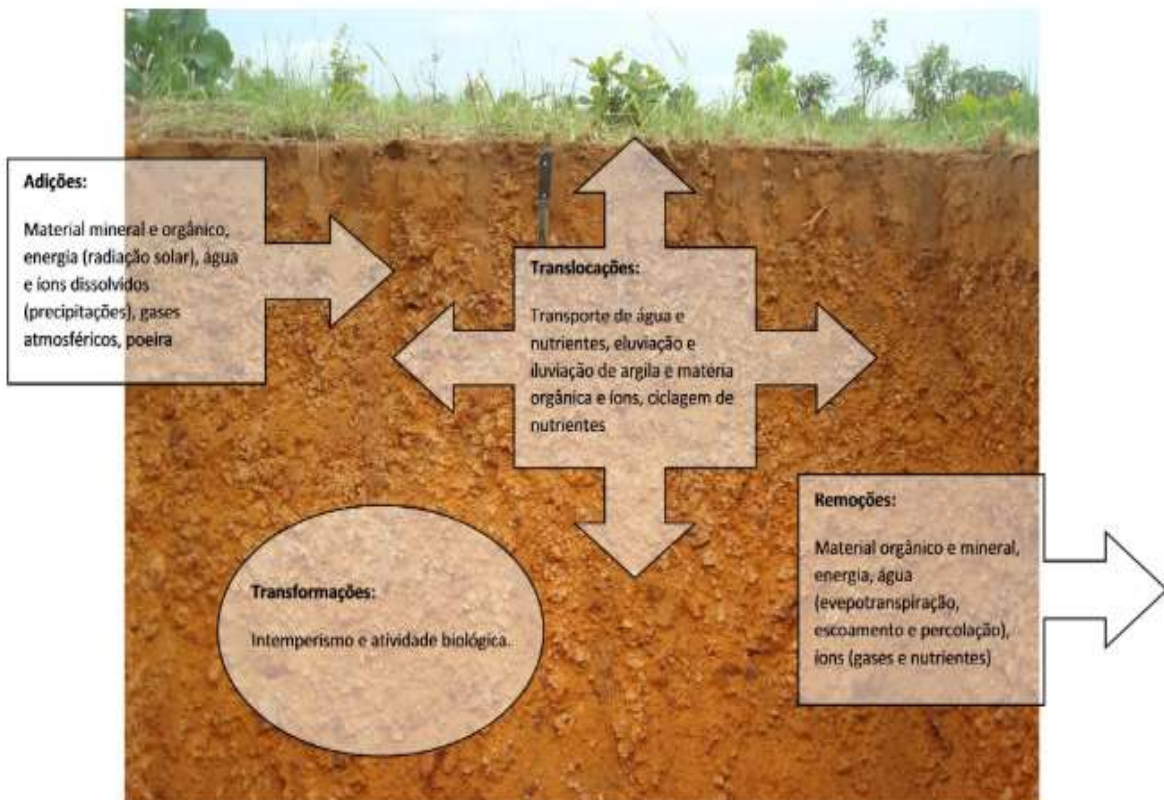 Adições:
Material mineral e orgânico,
energia (radiação solar), água
e íons dissolvidos
(precipitações), gases
atmosféricos, poeira
Translocações:
Transporte de água e
nutrientes, eluviação e
iluviação de argila e matéria
orgânica e íons, ciclagem de
nutrientes
Transformações:
Intemperismo e atividade biológica.
Remoções:
Material orgânico e mineral,
energia, água
(evepotranspiração,
escoamento e percolação),
íons (gases e nutrientes)